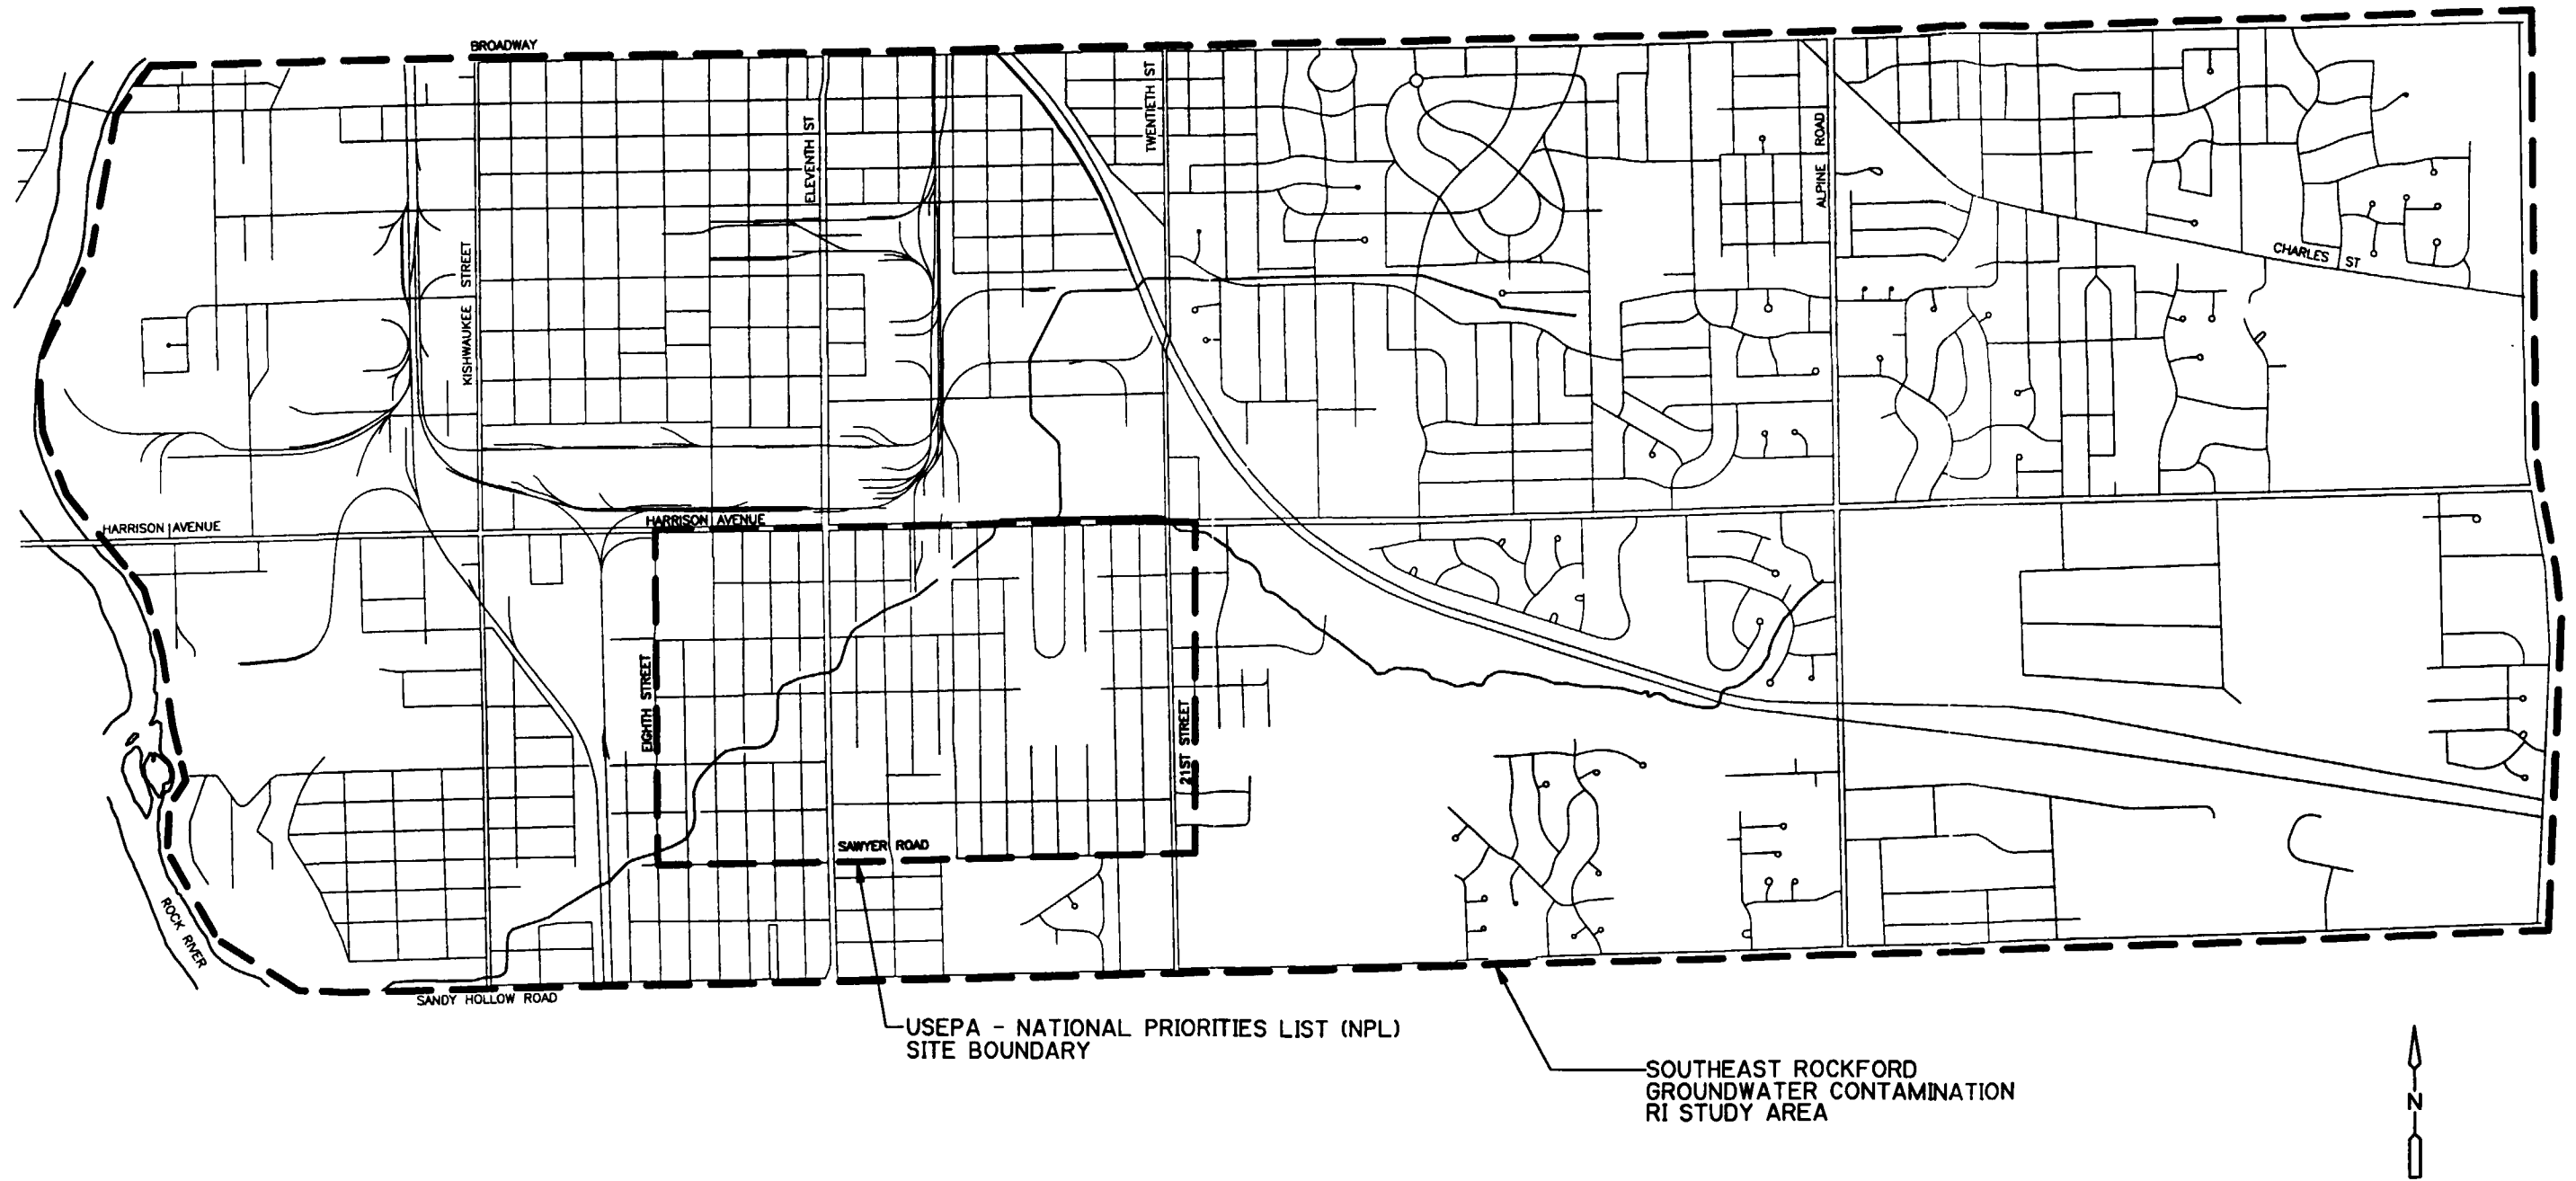 BROADWAY
ELEVENTH ST
TWENTIETH ST
ALPINE ROAD
KISHWAUKEE STREET
CHARLES ST
HARRISON AVENUE
HARRISON AVENUE
EIGHTH STREET
21ST STREET
SAWYER ROAD
ROCK RIVER
SANDY HOLLOW ROAD
USEPA - NATIONAL PRIORITIES LIST (NPL)
SITE BOUNDARY
SOUTHEAST ROCKFORD
GROUNDWATER CONTAMINATION
RI STUDY AREA
N